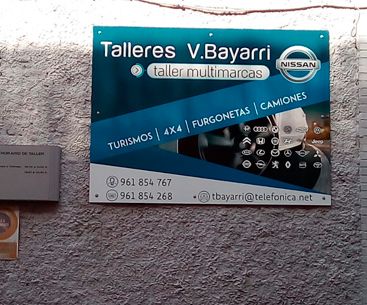 Talleres V.Bayarri
taller multimarcas
NISSAN
TURISMOS | 4X4 | FURGONETAS | CAMIONES
961 854 767
961 854 268
tbayarri@telefonica.net
HORARIO DE TALLER